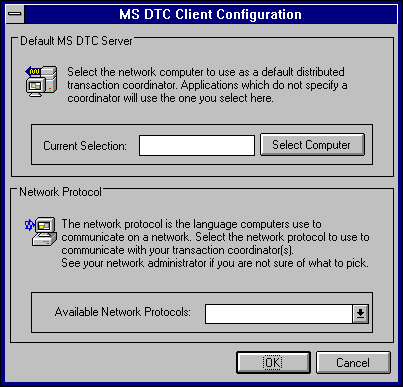 MS DTC Client Configuration
Default MS DTC Server
Select the network computer to use as a default distributed
transaction coordinator. Applications which do not specify a
coordinator will use the one you select here.
Current Selection:
Select Computer
Network Protocol
The network protocol is the language computers use to
communicate on a network. Select the network protocol to use to
communicate with your transaction coordinator(s).
See your network administrator if you are not sure of what to pick.
Available Network Protocols:
OK
Cancel